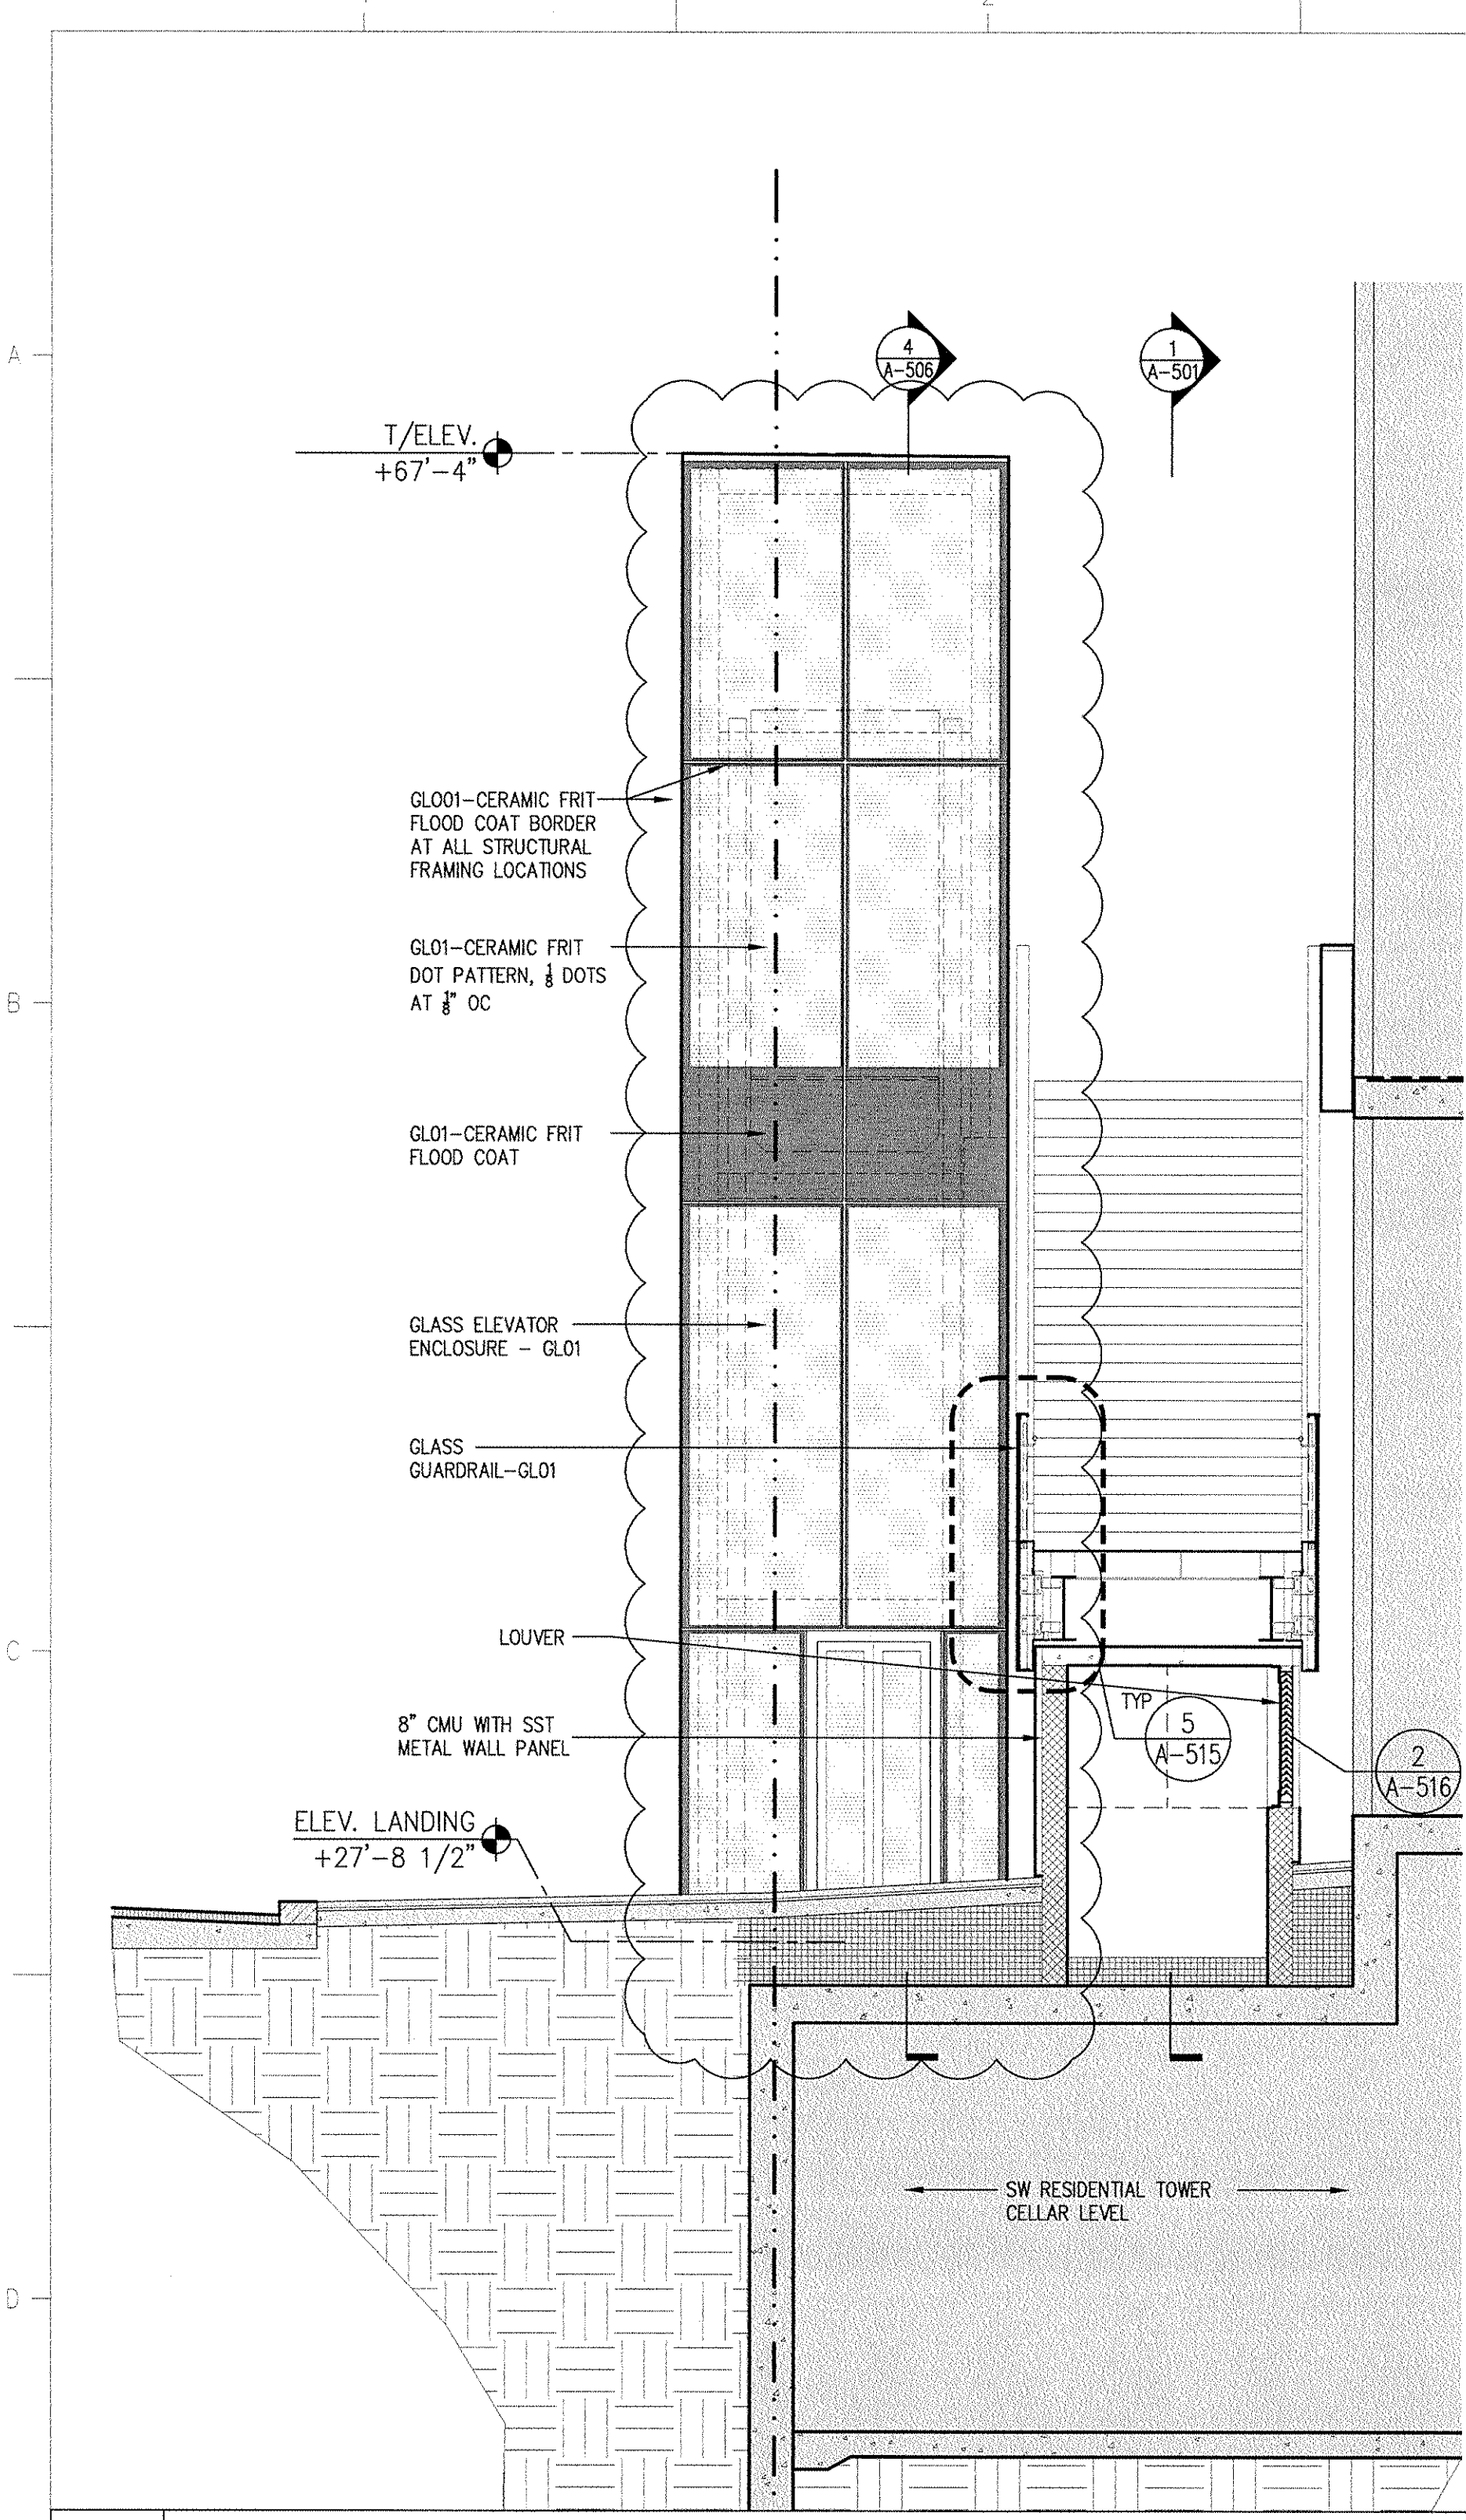 2
A
4
A-506
1
A-501
T/ELEV.
+67'-4"
GL001-CERAMIC FRIT
FLOOD COAT BORDER
AT ALL STRUCTURAL
FRAMING LOCATIONS
GL01-CERAMIC FRIT
DOT PATTERN, 1/8 DOTS
AT 1/8" OC
B
GL01-CERAMIC FRIT
FLOOD COAT
GLASS ELEVATOR
ENCLOSURE - GL01
GLASS
GUARDRAIL-GL01
C
LOUVER
TYP
5
A-515
8" CMU WITH SST
METAL WALL PANEL
2
A-516
ELEV. LANDING
+27'-8 1/2"
SW RESIDENTIAL TOWER
CELLAR LEVEL
D